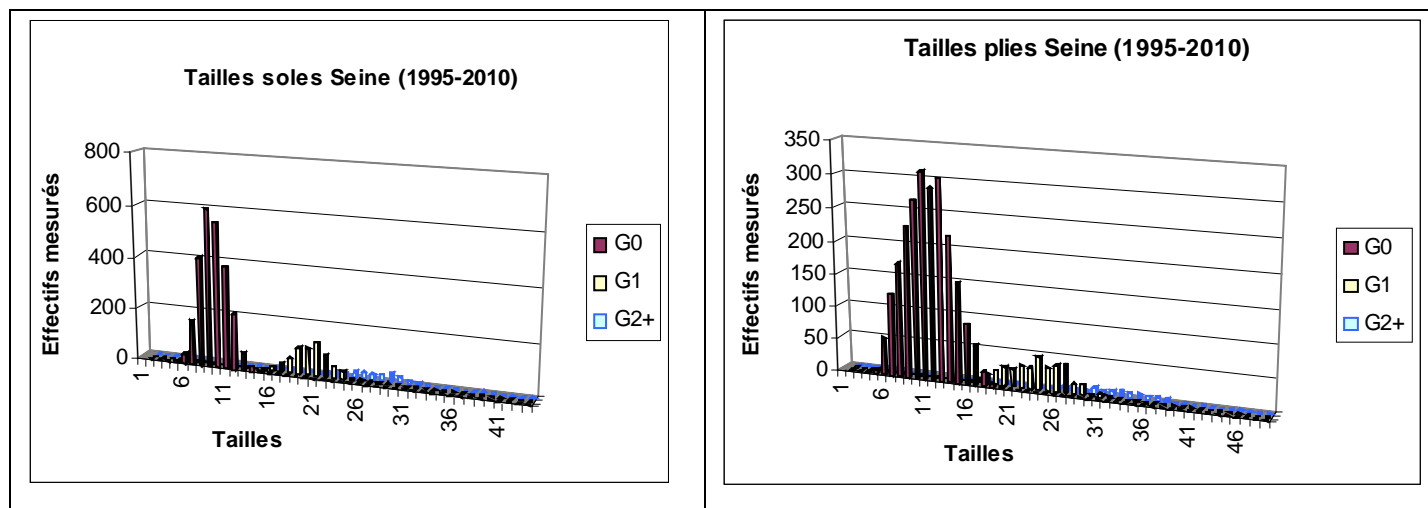 Tailles soles Seine (1995-2010)
Effectifs mesurés
800
600
400
200
0
1
6
11
16
21
26
31
36
41
Tailles
G0
G1
G2+
Tailles plies Seine (1995-2010)
Effectifs mesurés
350
300
250
200
150
100
50
0
1
6
11
16
21
26
31
36
41
46
Tailles
G0
G1
G2+